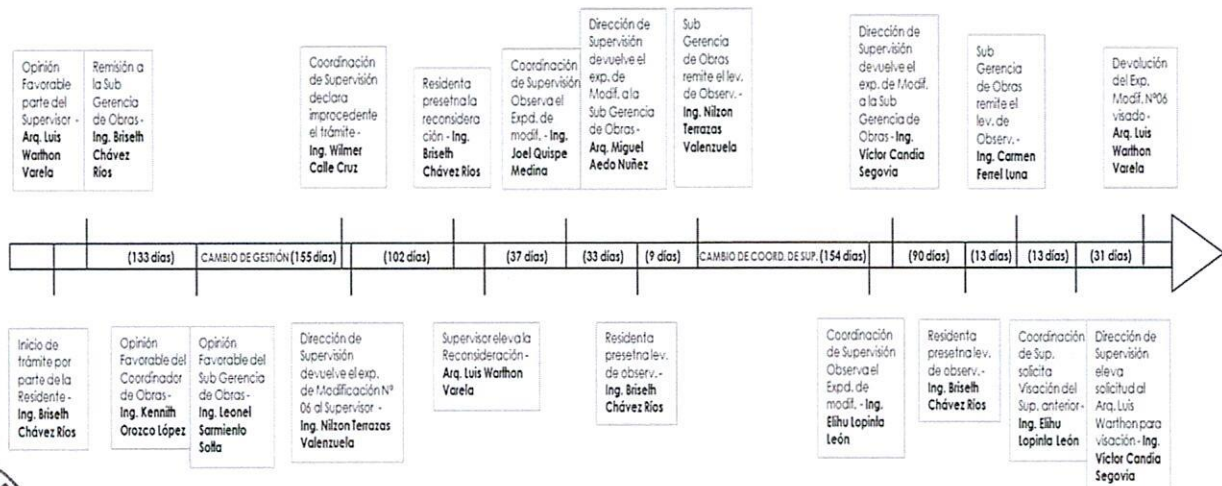 Opinión
Favorable
parte del
Supervisor -
Arq. Luis
Warthon
Varela
Remisión a
la Sub
Gerencia
de Obras -
Ing. Briseth
Chávez
Ríos
Coordinación
de Supervisión
declara
improcedente
el trámite -
Ing. Wilmer
Calle Cruz
Residenta
presetna la
reconsidera
ción - Ing.
Briseth
Chávez Ríos
Coordinación
de Supervisión
Observa el
Expd. de
modif. - Ing.
Joel Quispe
Medina
Dirección de
Supervisión
devuelve el
exp. de
Modif. a la
Sub Gerencia
de Obras -
Arq. Miguel
Aedo Nuñez
Sub
Gerencia
de Obras
remite el lev.
de Observ. -
Ing. Nilzon
Terrazas
Valenzuela
Dirección de
Supervisión
devuelve el
exp. de Modif.
a la Sub
Gerencia de
Obras - Ing.
Víctor Candia
Segovia
Sub
Gerencia
de Obras
remite el
lev. de
Observ. -
Ing. Carmen
Ferrel Luna
Devolución
del Exp.
Modif. Nº06
visado -
Arq. Luis
Warthon
Varela
(133 días)
CAMBIO DE GESTIÓN (155 días)
(102 días)
(37 días)
(33 días)
(9 días)
CAMBIO DE COORD. DE SUP. (154 días)
(90 días)
(13 días)
(13 días)
(31 días)
Inicio de
trámite por
parte de la
Residente -
Ing. Briseth
Chávez Ríos
Opinión
Favorable del
Coordinador
de Obras -
Ing. Kennith
Orozco López
Opinión
Favorable del
Sub Gerencia
de Obras -
Ing. Leonel
Sarmiento
Sotta
Dirección de
Supervisión
devuelve el exp.
de Modificación Nº
06 al Supervisor -
Ing. Nilzon Terrazas
Valenzuela
Supervisor eleva la
Reconsideración -
Arq. Luis Warthon
Varela
Residenta
presetna lev.
de observ. -
Ing. Briseth
Chávez Ríos
Coordinación
de Supervisión
Observa el
Expd. de
modif. - Ing.
Elihu Lopinta
León
Residenta
presetna lev.
de observ. -
Ing. Briseth
Chávez Ríos
Coordinación
de Sup.
solicita
Visación del
Sup. anterior -
Ing. Elihu
Lopinta León
Dirección de
Supervisión
eleva
solicitud al
Arq. Luis
Warthon para
visación - Ing.
Víctor Candia
Segovia